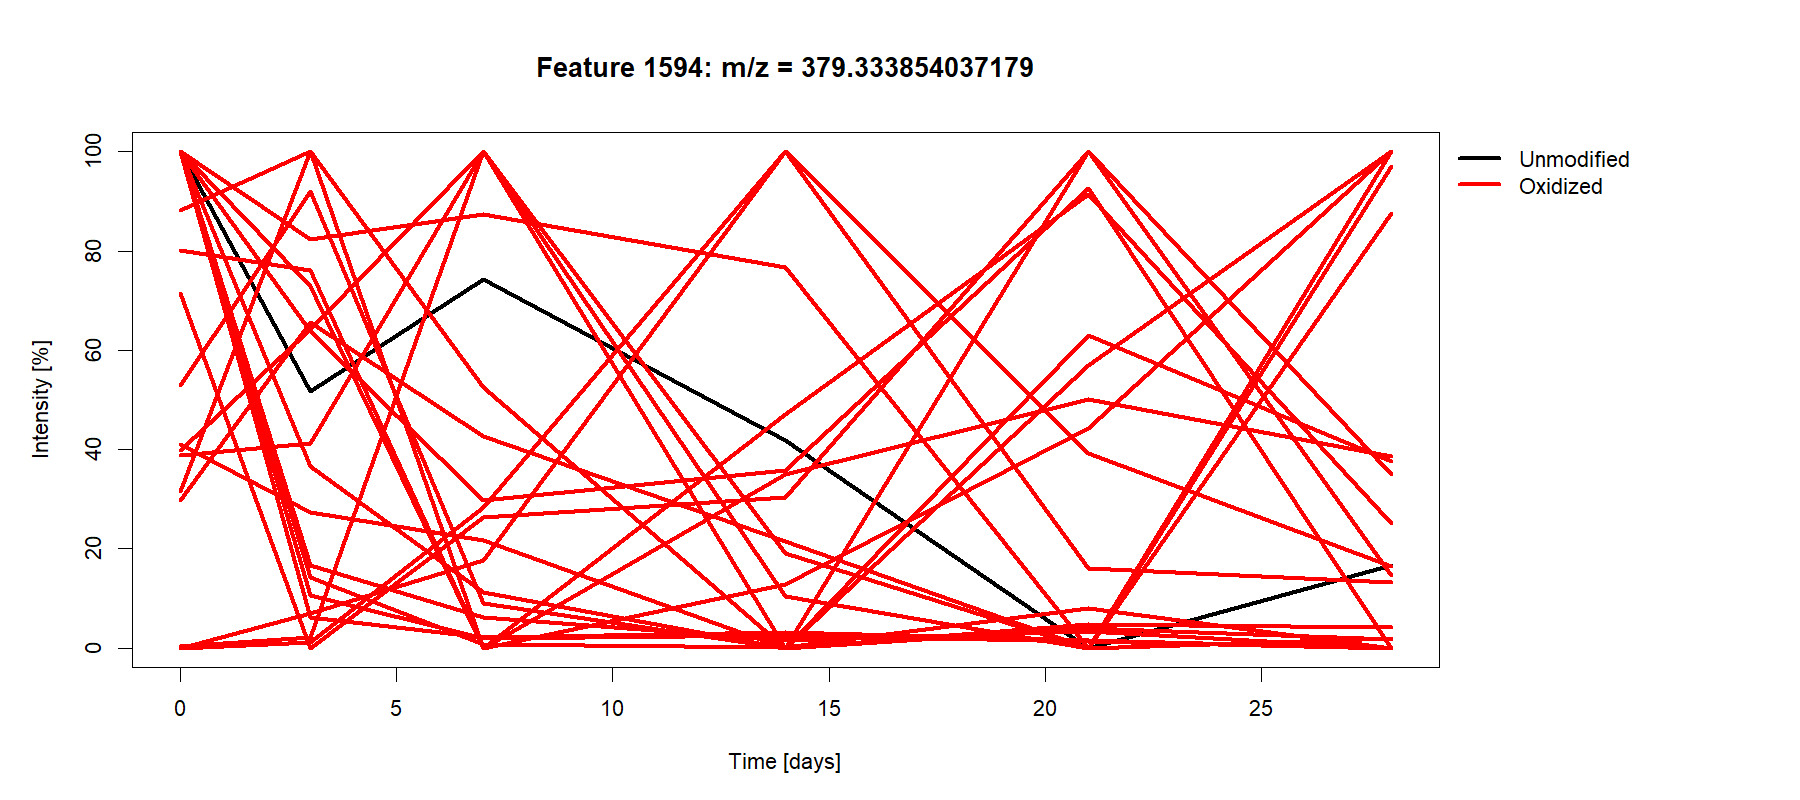 Feature 1594: m/z = 379.333854037179
Unmodified
Oxidized
Intensity [%]
100
80
60
40
20
0
0 5 10 15 20 25
Time [days]